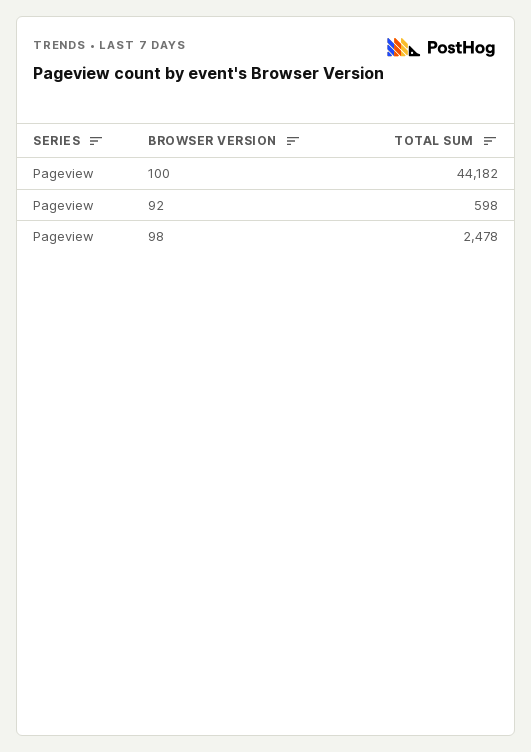 TRENDS • LAST 7 DAYS
PostHog
Pageview count by event's Browser Version
SERIES BROWSER VERSION TOTAL SUM
Pageview 100 44,182
Pageview 92 598
Pageview 98 2,478